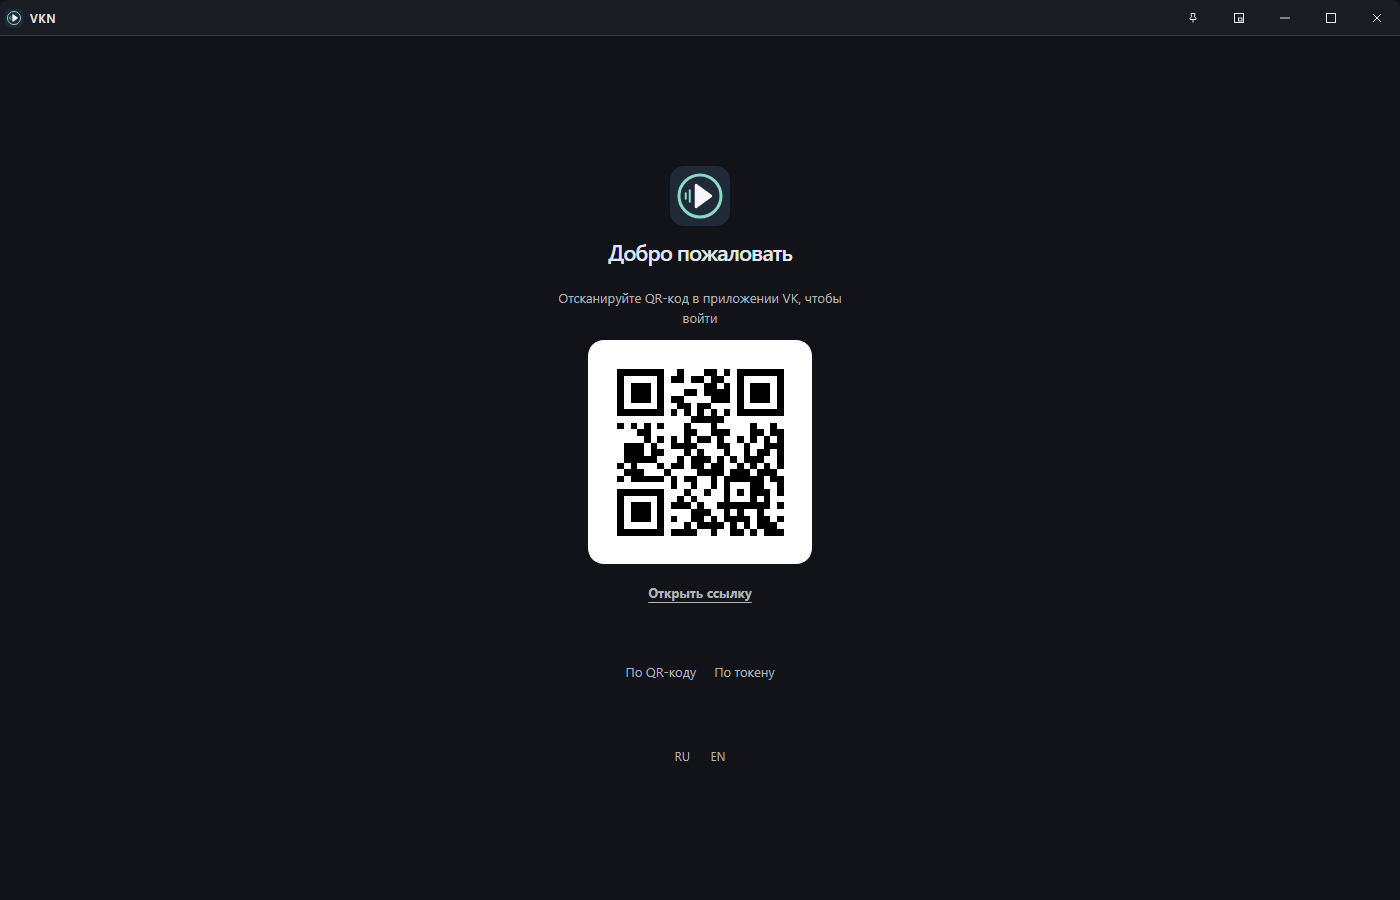 VKN
Добро пожаловать
Отсканируйте QR-код в приложении VK, чтобы
войти
Открыть ссылку
По QR-коду По токену
RU EN